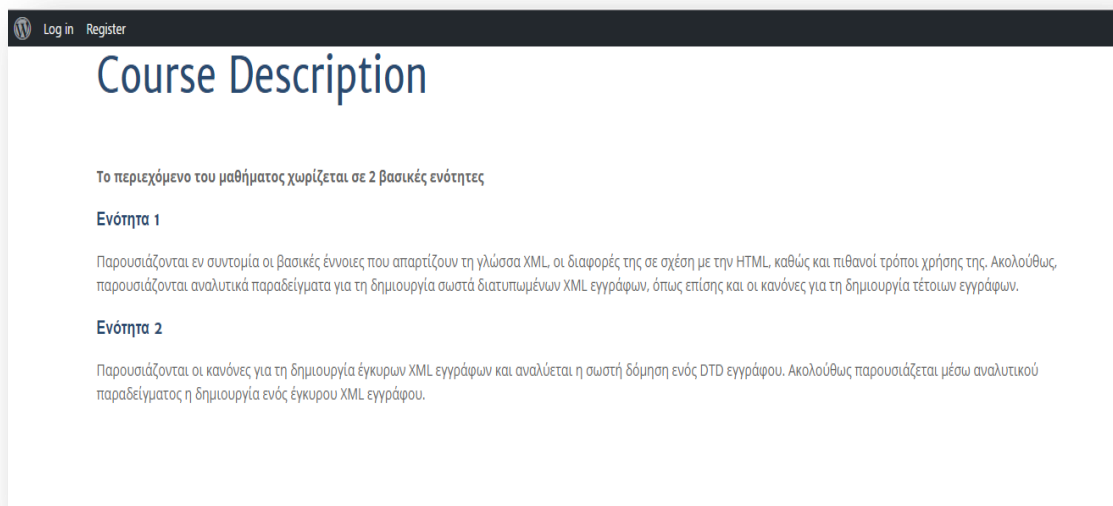 Log in Register
Course Description
Το περιεχόμενο του μαθήματος χωρίζεται σε 2 βασικές ενότητες
Ενότητα 1
Παρουσιάζονται εν συντομία οι βασικές έννοιες που απαρτίζουν τη γλώσσα XML, οι διαφορές της σε σχέση με την HTML, καθώς και πιθανοί τρόποι χρήσης της. Ακολούθως,
παρουσιάζονται αναλυτικά παραδείγματα για τη δημιουργία σωστά διατυπωμένων XML εγγράφων, όπως επίσης και οι κανόνες για τη δημιουργία τέτοιων εγγράφων.
Ενότητα 2
Παρουσιάζονται οι κανόνες για τη δημιουργία έγκυρων XML εγγράφων και αναλύεται η σωστή δόμηση ενός DTD εγγράφου. Ακολούθως παρουσιάζεται μέσω αναλυτικού
παραδείγματος η δημιουργία ενός έγκυρου XML εγγράφου.